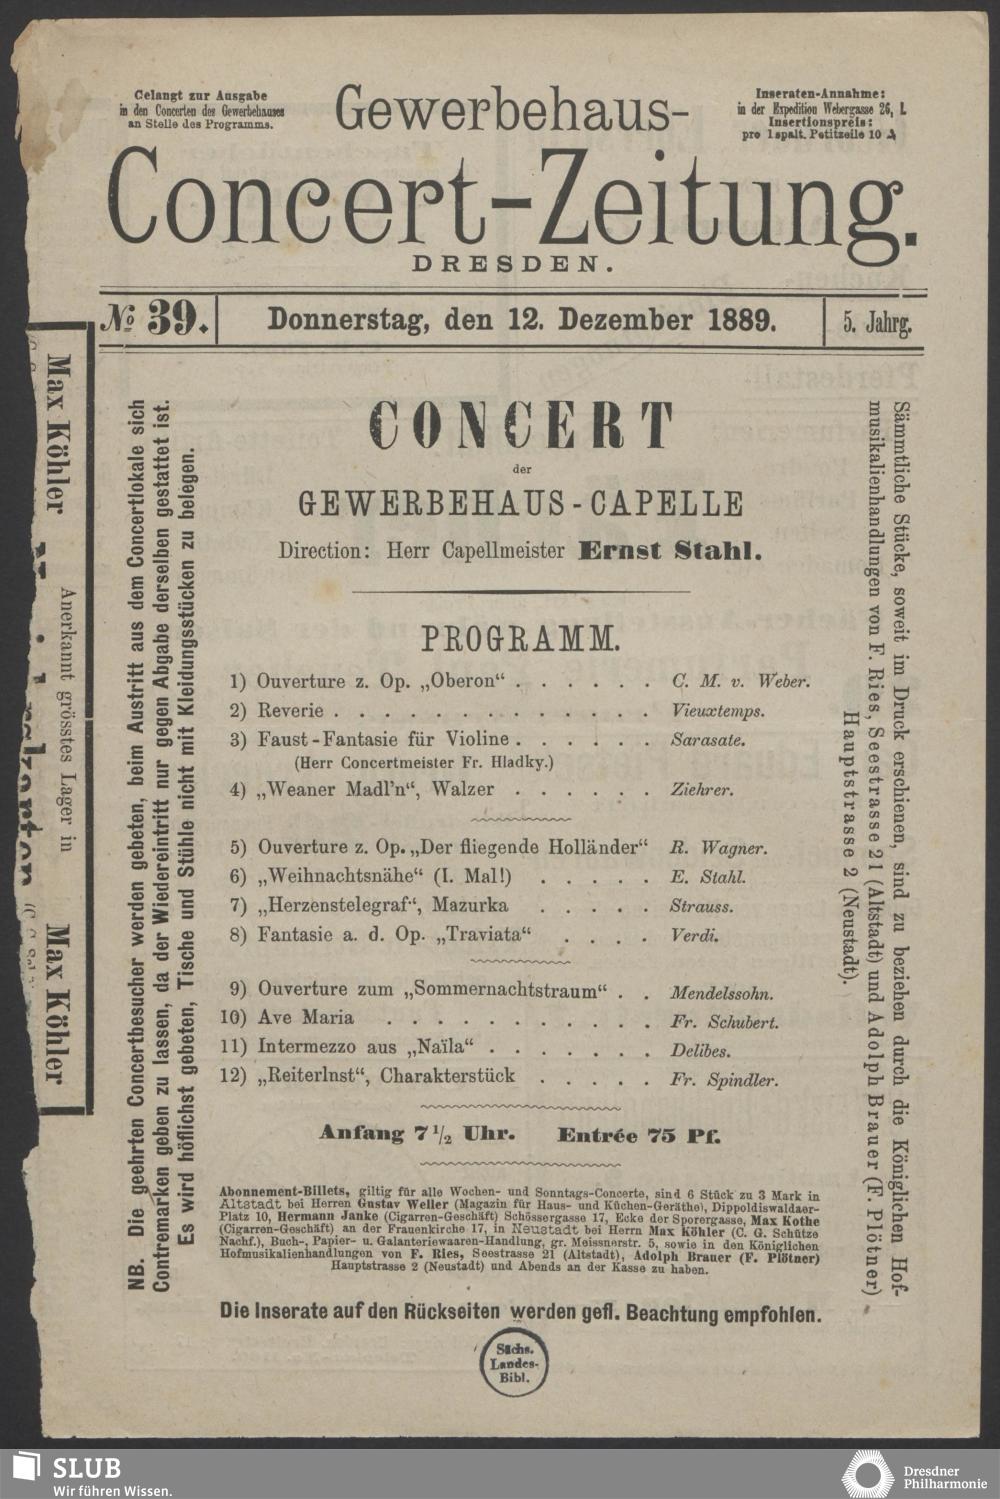 Gelangt zur Ausgabe
in den Concerten des Gewerbehauses
an Stelle des Programms.
Gewerbehaus-
Inseraten-Annahme:
in der Expedition Webergasse 26, I.
Insertionspreis:
pro 1spalt. Petitzeile 10 ₰
Concert-Zeitung.
DRESDEN.
No 39.
Donnerstag, den 12. Dezember 1889.
5. Jahrg.
Max Köhler
Anerkannt grösstes Lager in
Max Köhler
NB. Die geehrten Concertbesucher werden gebeten, beim Austritt aus dem Concertlokale sich
Contremarken geben zu lassen, da der Wiedereintritt nur gegen Abgabe derselben gestattet ist.
Es wird höflichst gebeten, Tische und Stühle nicht mit Kleidungsstücken zu belegen.
CONCERT
der
GEWERBEHAUS-CAPELLE
Direction: Herr Capellmeister Ernst Stahl.
PROGRAMM.
1) Ouverture z. Op. „Oberon“ . . . . . . C. M. v. Weber.
2) Reverie . . . . . . . . . . . . . . Vieuxtemps.
3) Faust-Fantasie für Violine . . . . . . Sarasate.
(Herr Concertmeister Fr. Hladky.)
4) „Weaner Madl'n“, Walzer . . . . . . Ziehrer.
5) Ouverture z. Op. „Der fliegende Holländer“ R. Wagner.
6) „Weihnachtsnähe“ (I. Mal!) . . . . . E. Stahl.
7) „Herzenstelegraf“, Mazurka . . . . . Strauss.
8) Fantasie a. d. Op. „Traviata“ . . . . Verdi.
9) Ouverture zum „Sommernachtstraum“ . . Mendelssohn.
10) Ave Maria . . . . . . . . . . . . Fr. Schubert.
11) Intermezzo aus „Naïla“ . . . . . . . Delibes.
12) „Reiterlnst“, Charakterstück . . . . . Fr. Spindler.
Anfang 7 1/2 Uhr. Entrée 75 Pf.
Abonnement-Billets, giltig für alle Wochen- und Sonntags-Concerte, sind 6 Stück zu 3 Mark in
Altstadt bei Herren Gustav Weller (Magazin für Haus- und Küchen-Geräthe), Dippoldiswaldaer-
Platz 10, Hermann Janke (Cigarren-Geschäft) Schössergasse 17, Ecke der Sporergasse, Max Kothe
(Cigarren-Geschäft) an der Frauenkirche 17, in Neustadt bei Herrn Max Köhler (C. G. Schütze
Nachf.), Buch-, Papier- u. Galanteriewaaren-Handlung, gr. Meissnerstr. 5, sowie in den Königlichen
Hofmusikalienhandlungen von F. Ries, Seestrasse 21 (Altstadt), Adolph Brauer (F. Plötner)
Hauptstrasse 2 (Neustadt) und Abends an der Kasse zu haben.
Die Inserate auf den Rückseiten werden gefl. Beachtung empfohlen.
Sämmtliche Stücke, soweit im Druck erschienen, sind zu beziehen durch die Königlichen Hof-
musikalienhandlungen von F. Ries, Seestrasse 21 (Altstadt) und Adolph Brauer (F. Plötner)
Hauptstrasse 2 (Neustadt).
Sächs.
Landes-
Bibl.
SLUB
Wir führen Wissen.
Dresdner
Philharmonie